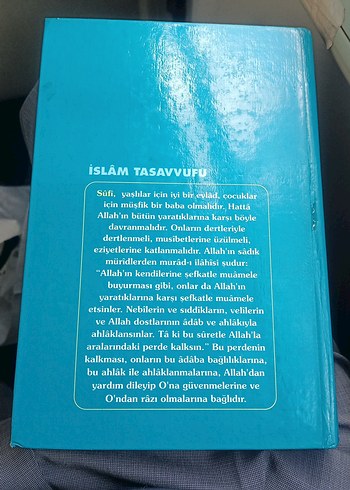 İSLÂM TASAVVUFU
Sûfi, yaşlılar için iyi bir evlâd, çocuklar
için müşfik bir baba olmalıdır. Hattâ
Allah'ın bütün yaratıklarına karşı böyle
davranmalıdır. Onların dertleriyle
dertlenmeli, musîbetlerine üzülmeli,
eziyetlerine katlanmalıdır. Allah'ın sâdık
mürîdlerden murâd-ı ilâhîsi şudur:
"Allah'ın kendilerine şefkatle muâmele
buyurması gibi, onlar da Allah'ın
yaratıklarına karşı şefkatle muâmele
etsinler. Nebîlerin ve sıddîkların, velîlerin
ve Allah dostlarının âdâb ve ahlâkıyla
ahlâklansınlar. Tâ ki bu sûretle Allah'la
aralarındaki perde kalksın." Bu perdenin
kalkması, onların bu âdâba bağlılıklarına,
bu ahlâk ile ahlâklanmalarına, Allah'dan
yardım dileyip O'na güvenmelerine ve
O'ndan râzı olmalarına bağlıdır.